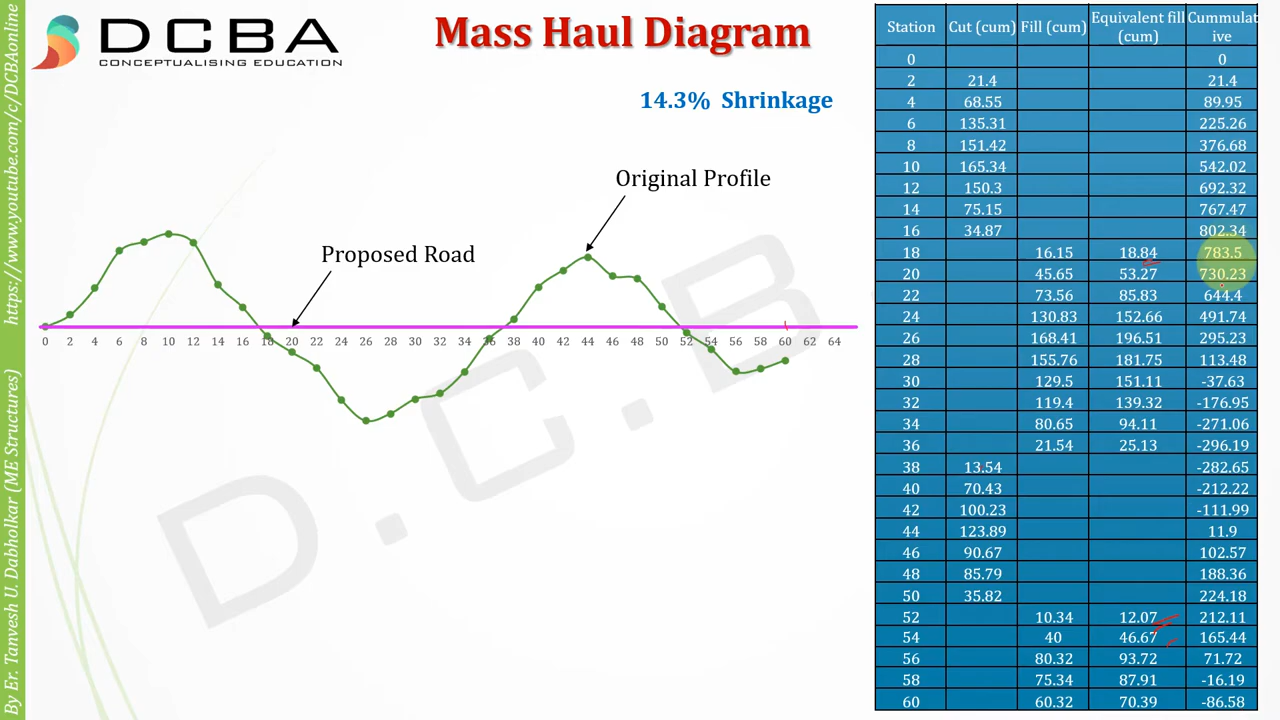 DCBA
CONCEPTUALISING EDUCATION
Mass Haul Diagram
14.3% Shrinkage
Original Profile
Proposed Road
0 2 4 6 8 10 12 14 16 18 20 22 24 26 28 30 32 34 36 38 40 42 44 46 48 50 52 54 56 58 60 62 64
D.C.B
By Er. Tanvesh U. Dabholkar (ME Structures) https://www.youtube.com/c/DCBAonline
Station Cut (cum) Fill (cum) Equivalent fill (cum) Cummulat ive
0 0
2 21.4 21.4
4 68.55 89.95
6 135.31 225.26
8 151.42 376.68
10 165.34 542.02
12 150.3 692.32
14 75.15 767.47
16 34.87 802.34
18 16.15 18.84 783.5
20 45.65 53.27 730.23
22 73.56 85.83 644.4
24 130.83 152.66 491.74
26 168.41 196.51 295.23
28 155.76 181.75 113.48
30 129.5 151.11 -37.63
32 119.4 139.32 -176.95
34 80.65 94.11 -271.06
36 21.54 25.13 -296.19
38 13.54 -282.65
40 70.43 -212.22
42 100.23 -111.99
44 123.89 11.9
46 90.67 102.57
48 85.79 188.36
50 35.82 224.18
52 10.34 12.07 212.11
54 40 46.67 165.44
56 80.32 93.72 71.72
58 75.34 87.91 -16.19
60 60.32 70.39 -86.58